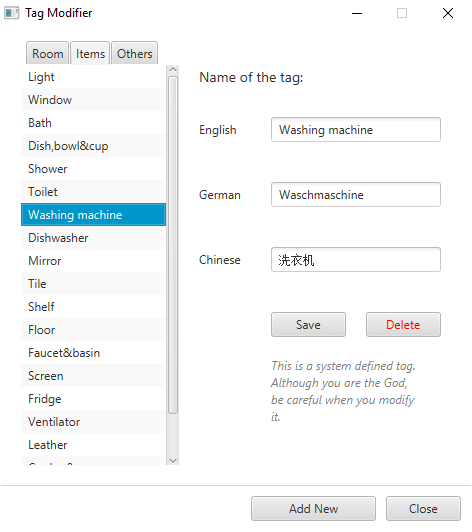 Tag Modifier
Room Items Others
Light
Window
Bath
Dish,bowl&cup
Shower
Toilet
Washing machine
Dishwasher
Mirror
Tile
Shelf
Floor
Faucet&basin
Screen
Fridge
Ventilator
Leather
Name of the tag:
English Washing machine
German Waschmaschine
Chinese 洗衣机
Save Delete
This is a system defined tag.
Although you are the God,
be careful when you modify
it.
Add New Close